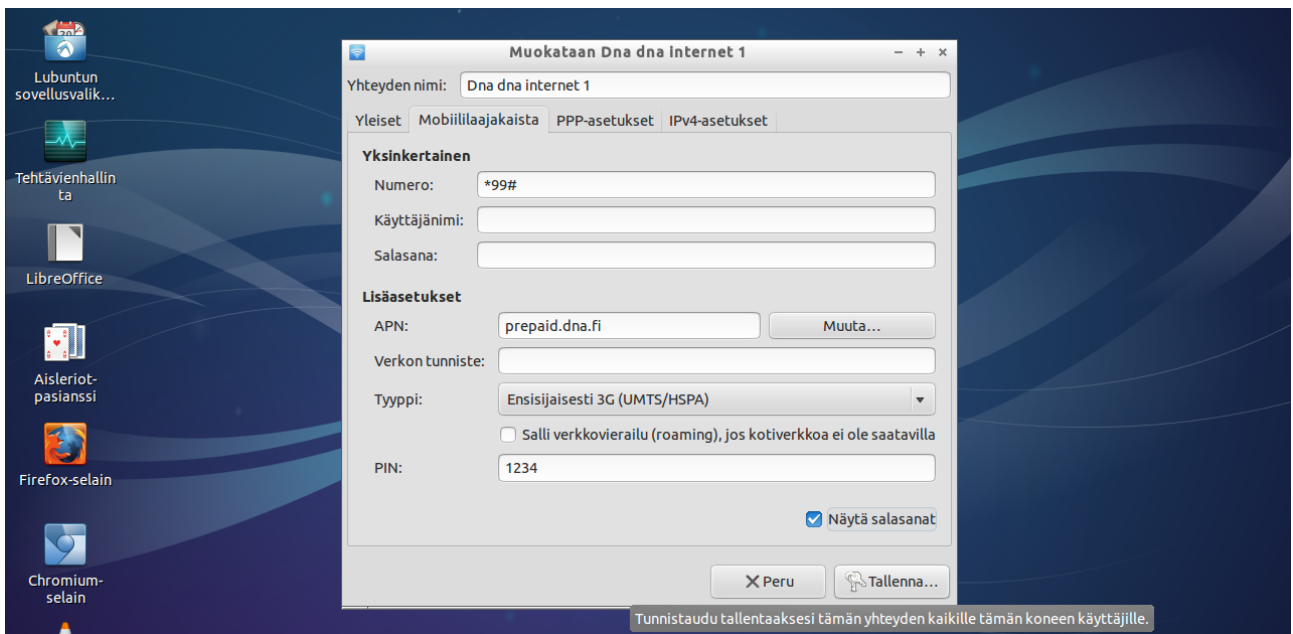 Lubuntun
sovellusvalik...
Tehtävienhallin
ta
LibreOffice
Aisleriot-
pasianssi
Firefox-selain
Chromium-
selain
Muokataan Dna dna internet 1
Yhteyden nimi: Dna dna internet 1
Yleiset Mobiililaajakaista PPP-asetukset IPv4-asetukset
Yksinkertainen
Numero: *99#
Käyttäjänimi:
Salasana:
Lisäasetukset
APN: prepaid.dna.fi Muuta...
Verkon tunniste:
Tyyppi: Ensisijaisesti 3G (UMTS/HSPA)
Salli verkkovierailu (roaming), jos kotiverkkoa ei ole saatavilla
PIN: 1234
Näytä salasanat
Peru Tallenna...
Tunnistaudu tallentaaksesi tämän yhteyden kaikille tämän koneen käyttäjille.